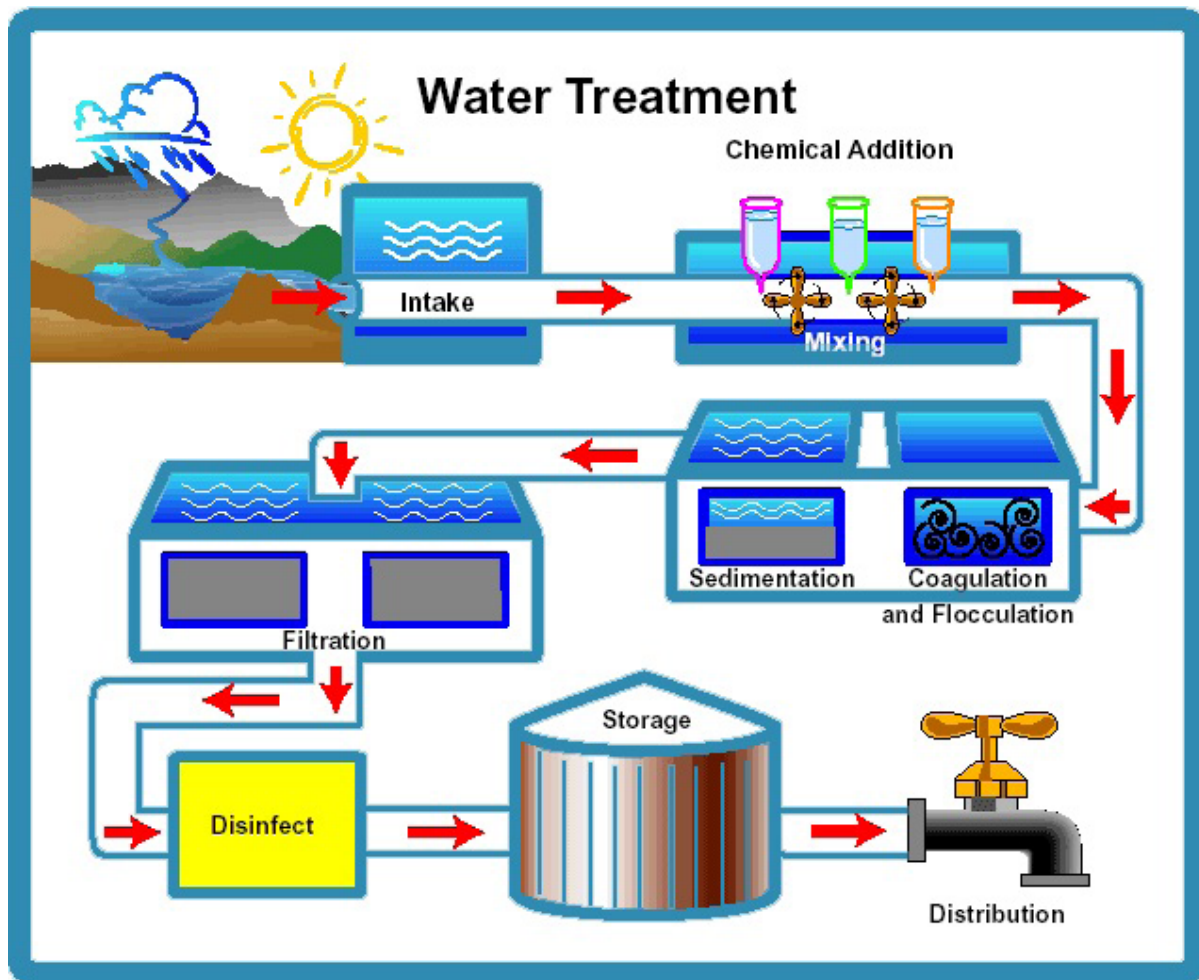 Water Treatment
Chemical Addition
Intake
Mixing
Sedimentation
Coagulation
and Flocculation
Filtration
Disinfect
Storage
Distribution